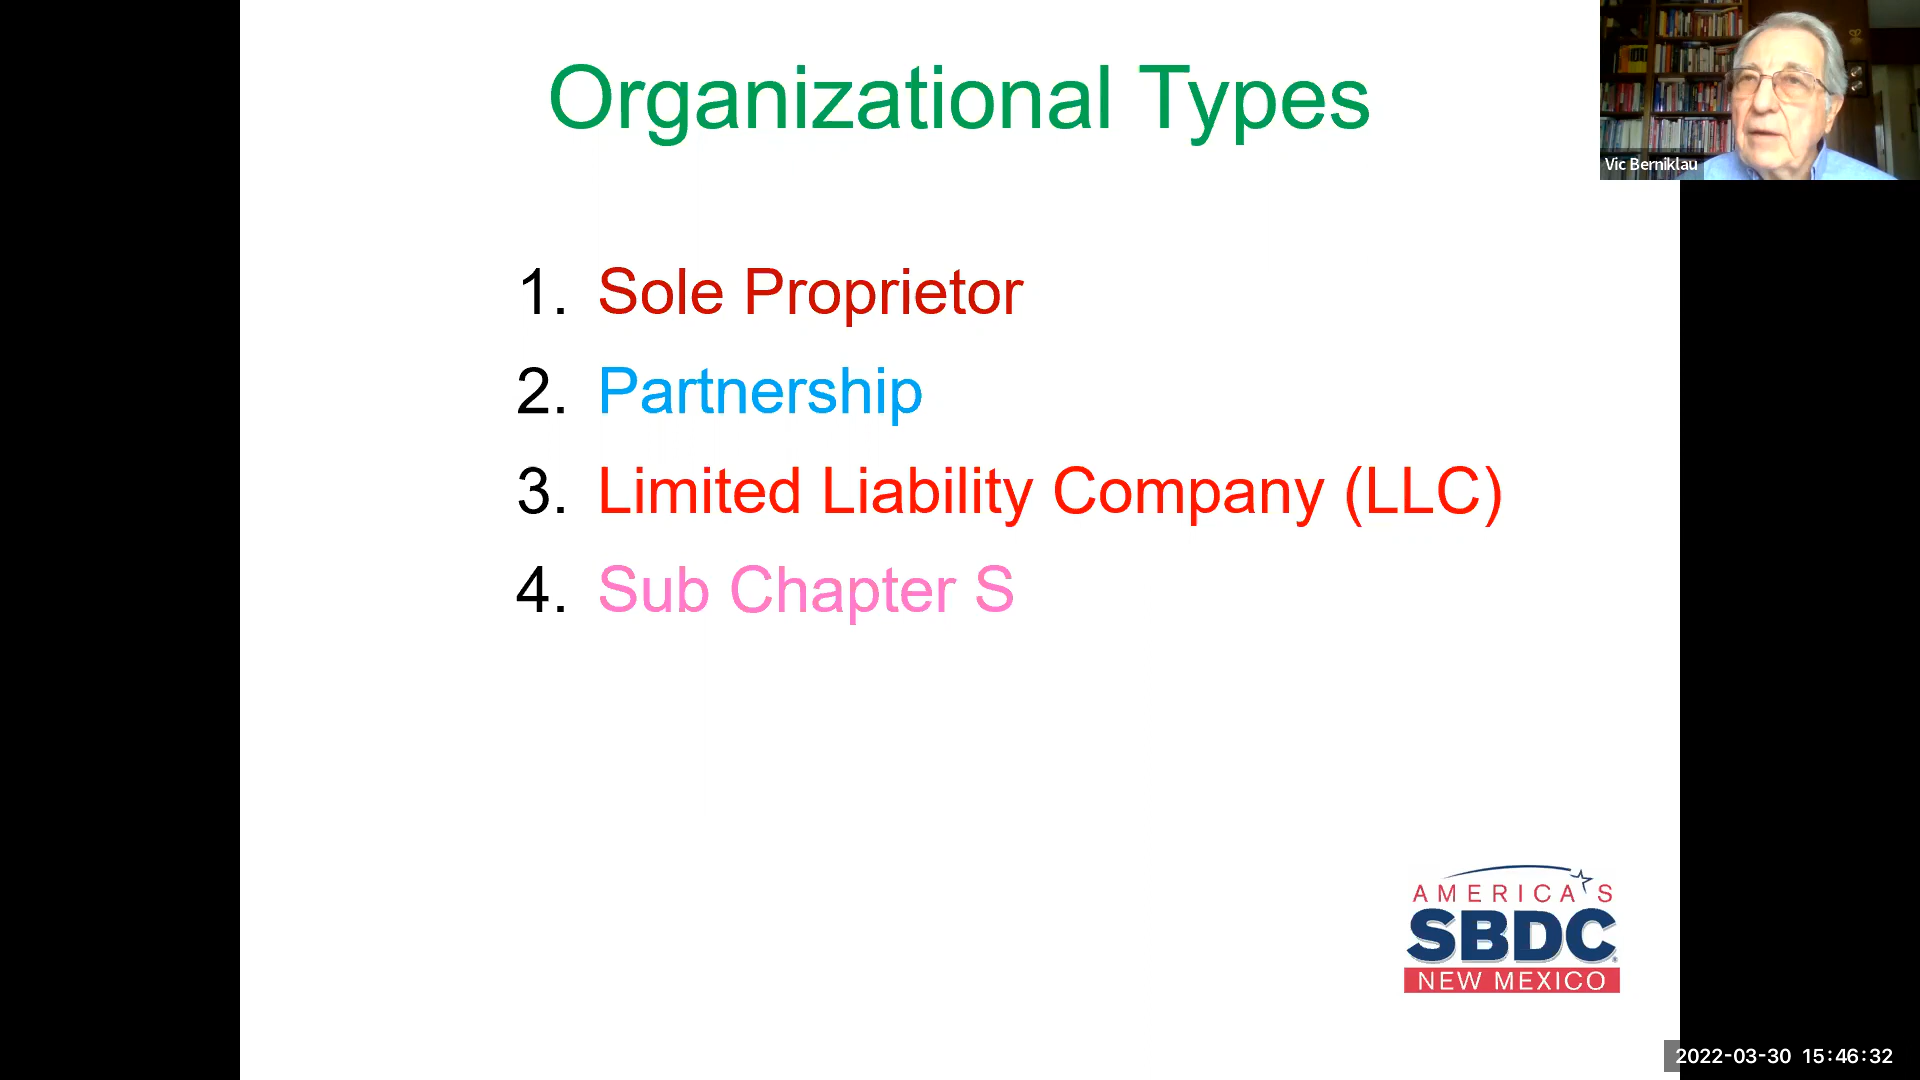 Organizational Types
Vic Berniklau
1. Sole Proprietor
2. Partnership
3. Limited Liability Company (LLC)
4. Sub Chapter S
AMERICA'S
SBDC®
NEW MEXICO
2022-03-30 15:46:32